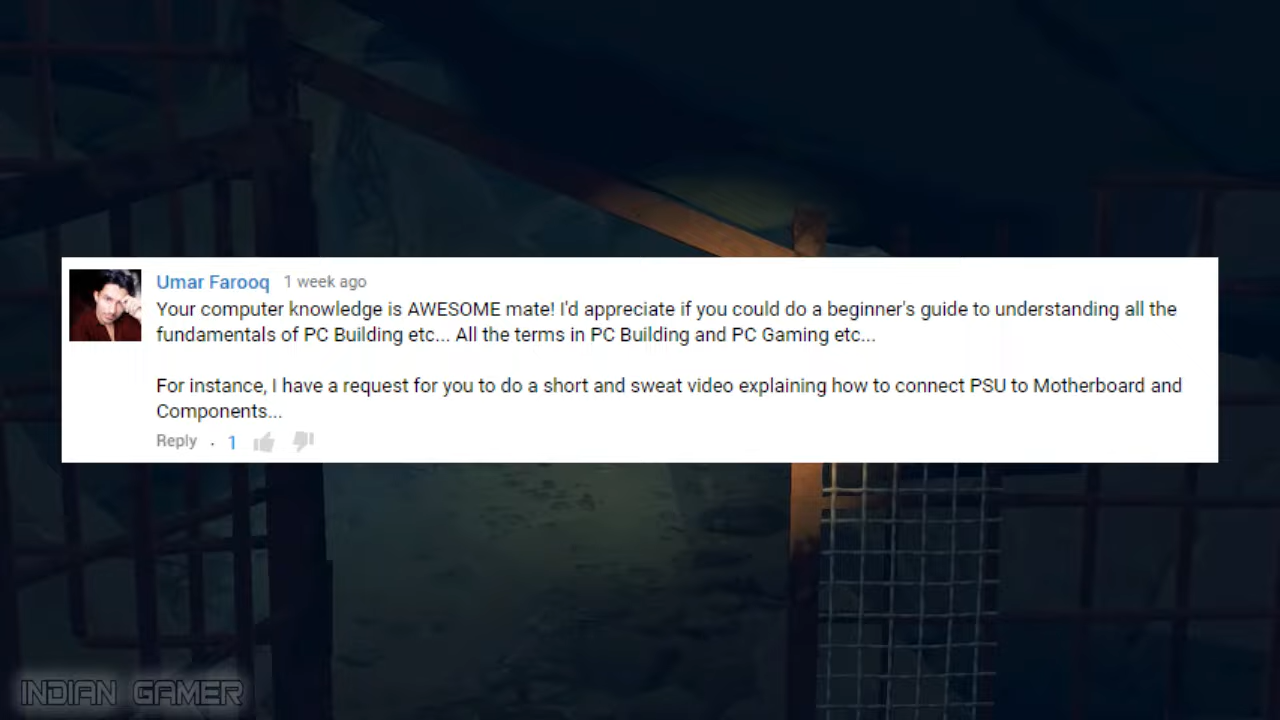 Umar Farooq 1 week ago
Your computer knowledge is AWESOME mate! I'd appreciate if you could do a beginner's guide to understanding all the
fundamentals of PC Building etc... All the terms in PC Building and PC Gaming etc...
For instance, I have a request for you to do a short and sweat video explaining how to connect PSU to Motherboard and
Components...
Reply · 1
INDIAN GAMER